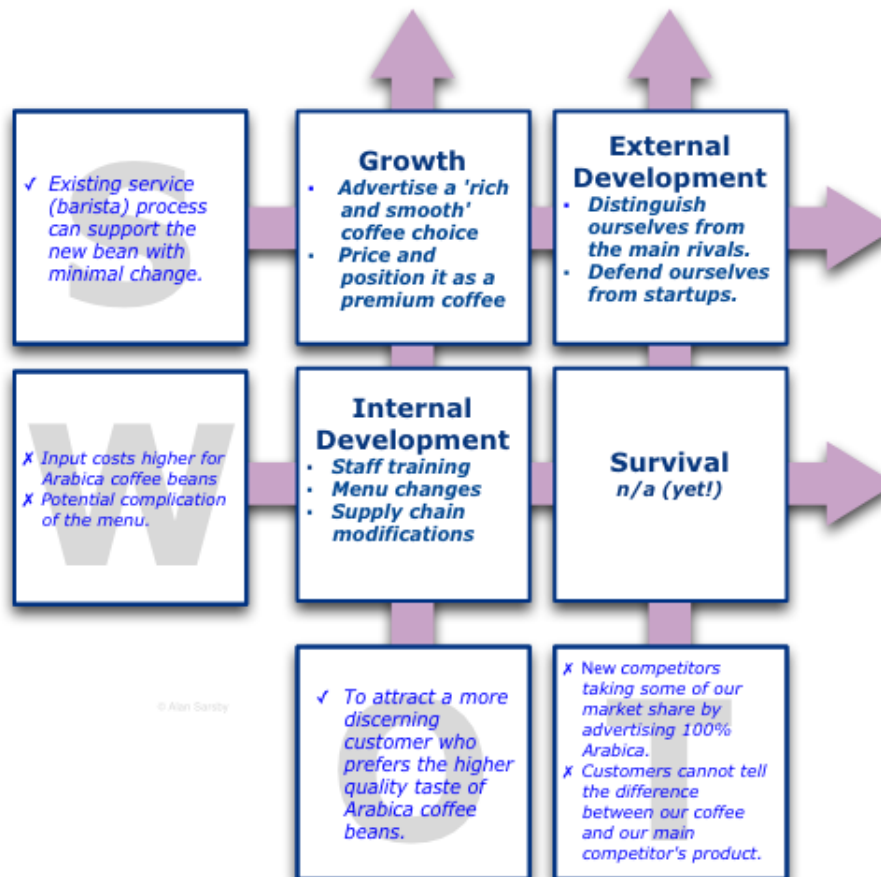 S
✓ Existing service
(barista) process
can support the
new bean with
minimal change.
Growth
▪ Advertise a 'rich
and smooth'
coffee choice
▪ Price and
position it as a
premium coffee
External
Development
▪ Distinguish
ourselves from
the main rivals.
▪ Defend ourselves
from startups.
W
✗ Input costs higher for
Arabica coffee beans
✗ Potential complication
of the menu.
Internal
Development
▪ Staff training
▪ Menu changes
▪ Supply chain
modifications
Survival
n/a (yet!)
© Alan Sarsby
O
✓ To attract a more
discerning
customer who
prefers the higher
quality taste of
Arabica coffee
beans.
T
✗ New competitors
taking some of our
market share by
advertising 100%
Arabica.
✗ Customers cannot tell
the difference
between our coffee
and our main
competitor's product.